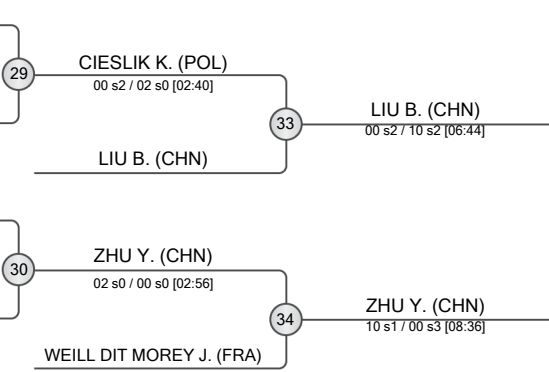 29
CIESLIK K. (POL)
00 s2 / 02 s0 [02:40]
33
LIU B. (CHN)
00 s2 / 10 s2 [06:44]
LIU B. (CHN)
30
ZHU Y. (CHN)
02 s0 / 00 s0 [02:56]
34
ZHU Y. (CHN)
10 s1 / 00 s3 [08:36]
WEILL DIT MOREY J. (FRA)